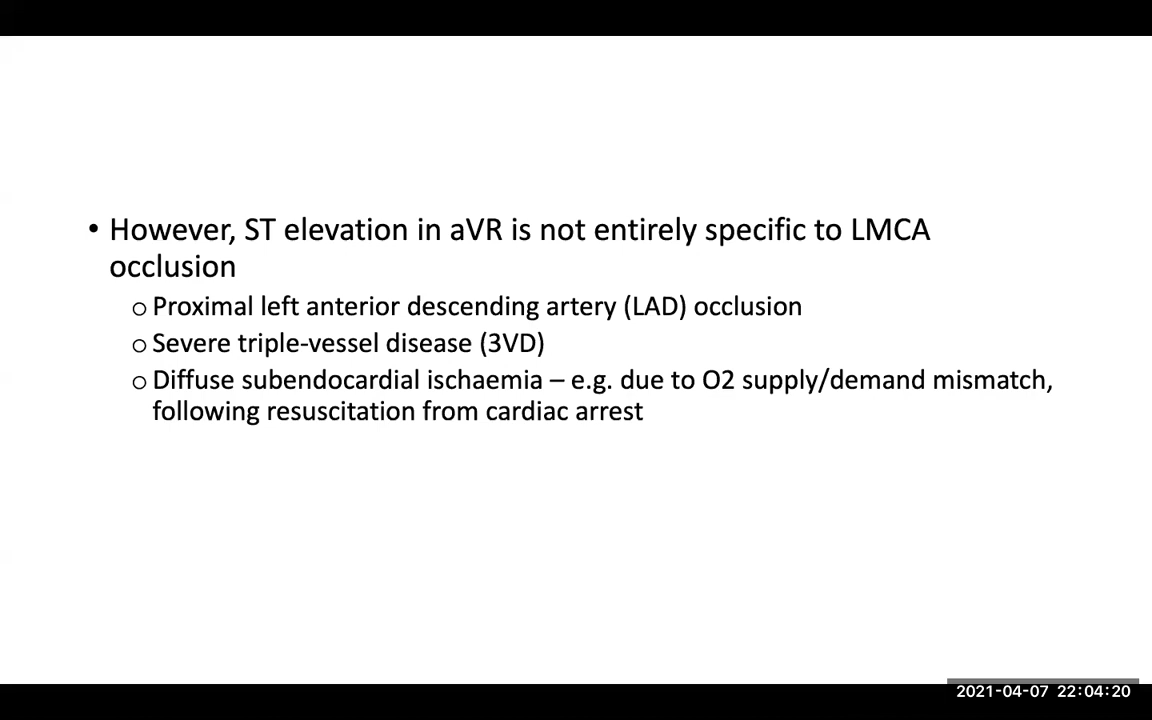 • However, ST elevation in aVR is not entirely specific to LMCA
occlusion
o Proximal left anterior descending artery (LAD) occlusion
o Severe triple-vessel disease (3VD)
o Diffuse subendocardial ischaemia – e.g. due to O2 supply/demand mismatch,
following resuscitation from cardiac arrest
2021-04-07 22:04:20